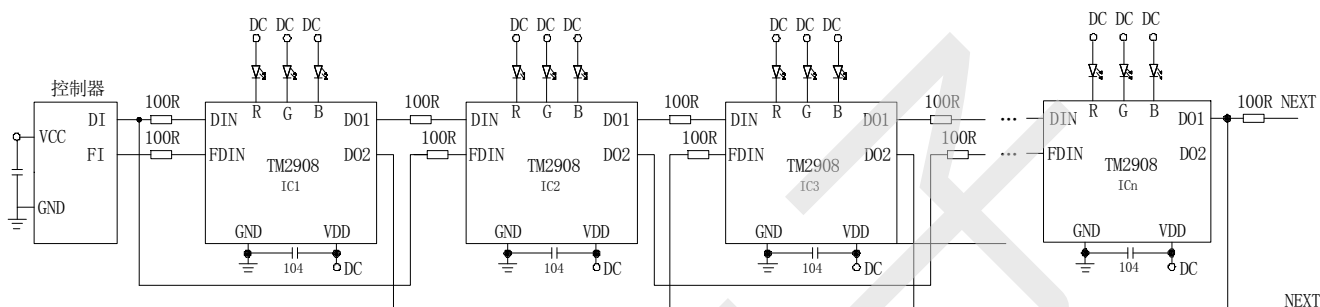 DC DC DC DC DC DC DC DC DC DC DC DC
控制器
100R R G B 100R R G B 100R R G B 100R R G B 100R NEXT
DI DIN DO1 DIN DO1 DIN DO1 ··· DIN DO1
VCC 100R 100R 100R 100R
FI FDIN DO2 FDIN DO2 FDIN DO2 ··· FDIN DO2
TM2908 TM2908 TM2908 TM2908
IC1 IC2 IC3 ICn
GND
GND VDD GND VDD GND VDD GND VDD
104 DC 104 DC 104 DC 104 DC
NEXT